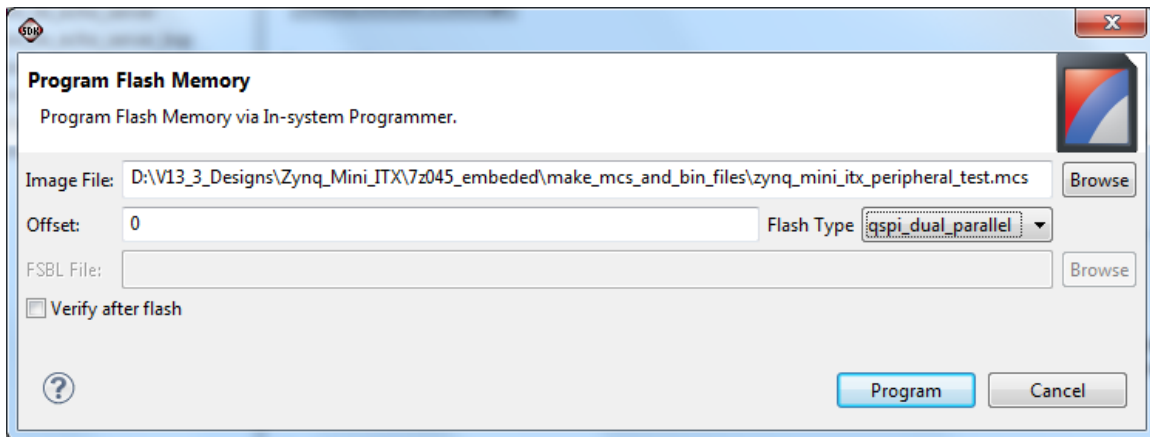 SDK
Program Flash Memory
Program Flash Memory via In-system Programmer.
Image File: D:\V13_3_Designs\Zynq_Mini_ITX\7z045_embeded\make_mcs_and_bin_files\zynq_mini_itx_peripheral_test.mcs Browse
Offset: 0 Flash Type qspi_dual_parallel
FSBL File: Browse
Verify after flash
?
Program Cancel